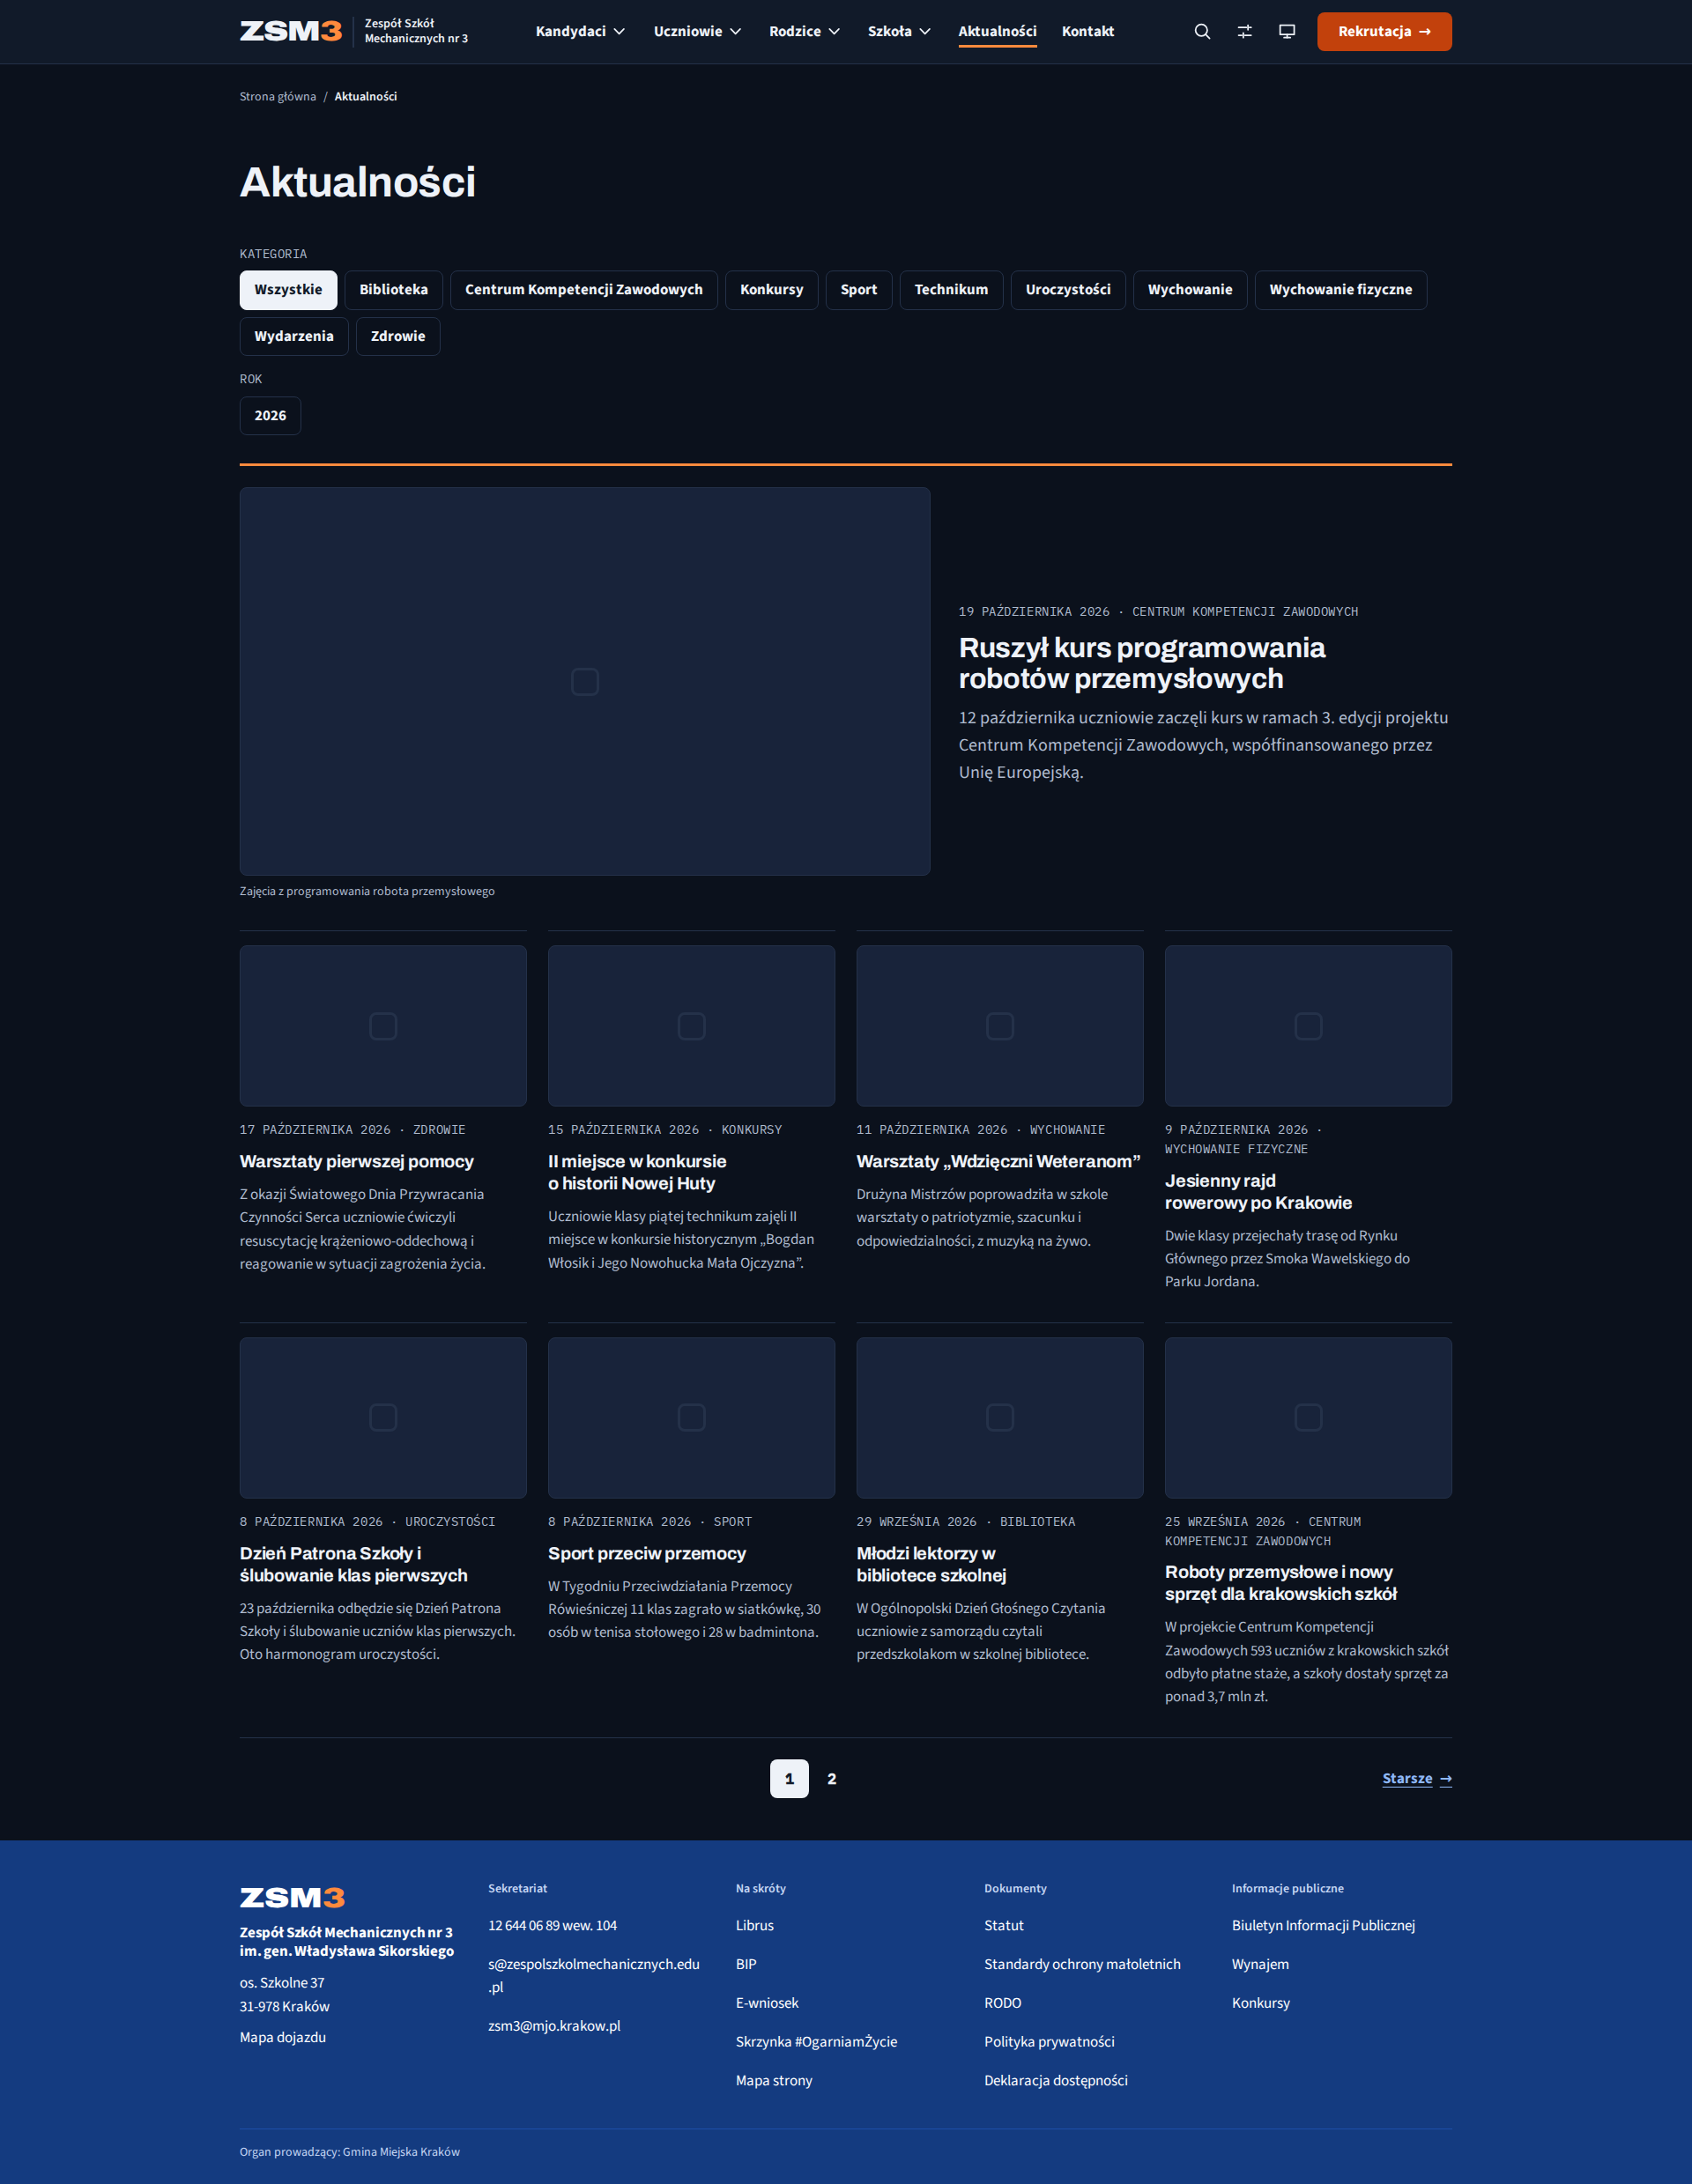 ZSM3
Zespół Szkół
Mechanicznych nr 3
Kandydaci
Uczniowie
Rodzice
Szkoła
Aktualności
Kontakt
Rekrutacja →
Strona główna / Aktualności
Aktualności
KATEGORIA
Wszystkie
Biblioteka
Centrum Kompetencji Zawodowych
Konkursy
Sport
Technikum
Uroczystości
Wychowanie
Wychowanie fizyczne
Wydarzenia
Zdrowie
ROK
2026
19 PAŹDZIERNIKA 2026 · CENTRUM KOMPETENCJI ZAWODOWYCH
Ruszył kurs programowania
robotów przemysłowych
12 października uczniowie zaczęli kurs w ramach 3. edycji projektu
Centrum Kompetencji Zawodowych, współfinansowanego przez
Unię Europejską.
Zajęcia z programowania robota przemysłowego
17 PAŹDZIERNIKA 2026 · ZDROWIE
Warsztaty pierwszej pomocy
Z okazji Światowego Dnia Przywracania
Czynności Serca uczniowie ćwiczyli
resuscytację krążeniowo-oddechową i
reagowanie w sytuacji zagrożenia życia.
15 PAŹDZIERNIKA 2026 · KONKURSY
II miejsce w konkursie
o historii Nowej Huty
Uczniowie klasy piątej technikum zajęli II
miejsce w konkursie historycznym „Bogdan
Włosik i Jego Nowohucka Mała Ojczyzna”.
11 PAŹDZIERNIKA 2026 · WYCHOWANIE
Warsztaty „Wdzięczni Weteranom”
Drużyna Mistrzów poprowadziła w szkole
warsztaty o patriotyzmie, szacunku i
odpowiedzialności, z muzyką na żywo.
9 PAŹDZIERNIKA 2026 ·
WYCHOWANIE FIZYCZNE
Jesienny rajd
rowerowy po Krakowie
Dwie klasy przejechały trasę od Rynku
Głównego przez Smoka Wawelskiego do
Parku Jordana.
8 PAŹDZIERNIKA 2026 · UROCZYSTOŚCI
Dzień Patrona Szkoły i
ślubowanie klas pierwszych
23 października odbędzie się Dzień Patrona
Szkoły i ślubowanie uczniów klas pierwszych.
Oto harmonogram uroczystości.
8 PAŹDZIERNIKA 2026 · SPORT
Sport przeciw przemocy
W Tygodniu Przeciwdziałania Przemocy
Rówieśniczej 11 klas zagrało w siatkówkę, 30
osób w tenisa stołowego i 28 w badmintona.
29 WRZEŚNIA 2026 · BIBLIOTEKA
Młodzi lektorzy w
bibliotece szkolnej
W Ogólnopolski Dzień Głośnego Czytania
uczniowie z samorządu czytali
przedszkolakom w szkolnej bibliotece.
25 WRZEŚNIA 2026 · CENTRUM
KOMPETENCJI ZAWODOWYCH
Roboty przemysłowe i nowy
sprzęt dla krakowskich szkół
W projekcie Centrum Kompetencji
Zawodowych 593 uczniów z krakowskich szkół
odbyło płatne staże, a szkoły dostały sprzęt za
ponad 3,7 mln zł.
1
2
Starsze →
ZSM3
Zespół Szkół Mechanicznych nr 3
im. gen. Władysława Sikorskiego
os. Szkolne 37
31-978 Kraków
Mapa dojazdu
Sekretariat
12 644 06 89 wew. 104
s@zespolszkolmechanicznych.edu
.pl
zsm3@mjo.krakow.pl
Na skróty
Librus
BIP
E-wniosek
Skrzynka #OgarniamŻycie
Mapa strony
Dokumenty
Statut
Standardy ochrony małoletnich
RODO
Polityka prywatności
Deklaracja dostępności
Informacje publiczne
Biuletyn Informacji Publicznej
Wynajem
Konkursy
Organ prowadzący: Gmina Miejska Kraków